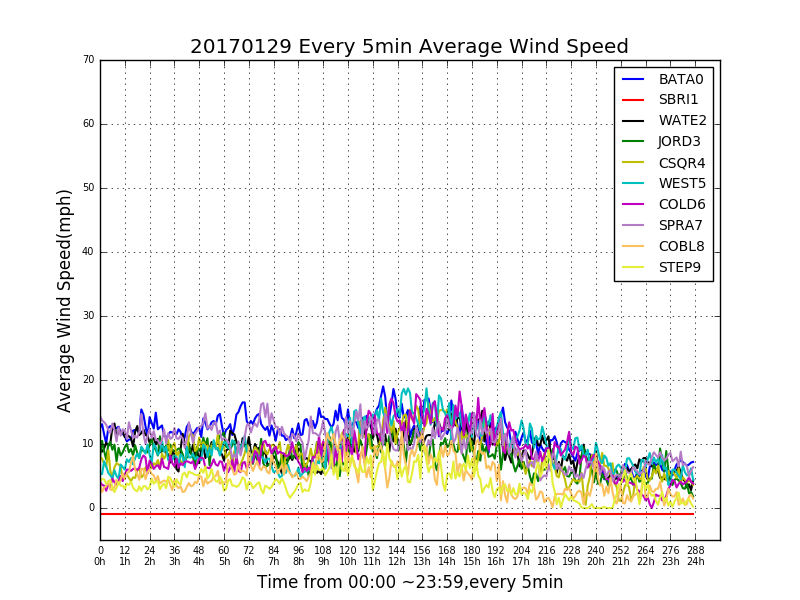 20170129 Every 5min Average Wind Speed
70
60
50
40
30
20
10
0
Average Wind Speed(mph)
BATA0
SBRI1
WATE2
JORD3
CSQR4
WEST5
COLD6
SPRA7
COBL8
STEP9
0 12 24 36 48 60 72 84 96 108 120 132 144 156 168 180 192 204 216 228 240 252 264 276 288
0h 1h 2h 3h 4h 5h 6h 7h 8h 9h 10h 11h 12h 13h 14h 15h 16h 17h 18h 19h 20h 21h 22h 23h 24h
Time from 00:00 ~23:59,every 5min